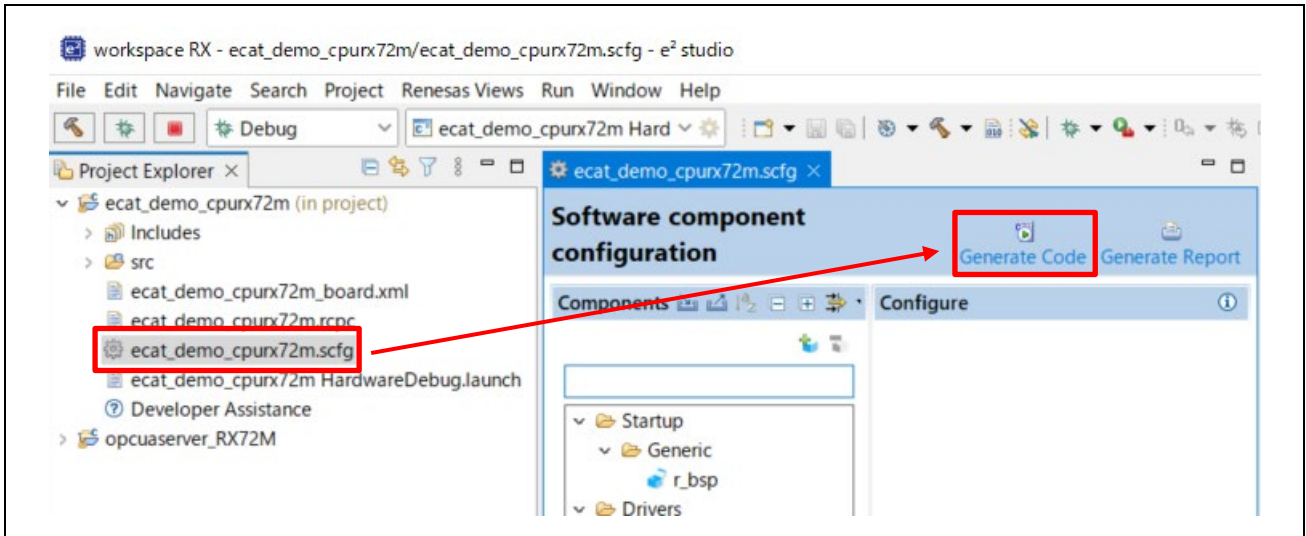 workspace RX - ecat_demo_cpurx72m/ecat_demo_cpurx72m.scfg - e² studio
File Edit Navigate Search Project Renesas Views Run Window Help
Debug
ecat_demo_cpurx72m Hard
Project Explorer
ecat_demo_cpurx72m.scfg
ecat_demo_cpurx72m (in project)
Includes
src
ecat_demo_cpurx72m_board.xml
ecat_demo_cpurx72m.rcpc
ecat_demo_cpurx72m.scfg
ecat_demo_cpurx72m HardwareDebug.launch
Developer Assistance
opcuaserver_RX72M
Software component
configuration
Generate Code
Generate Report
Components
Configure
Startup
Generic
r_bsp
Drivers